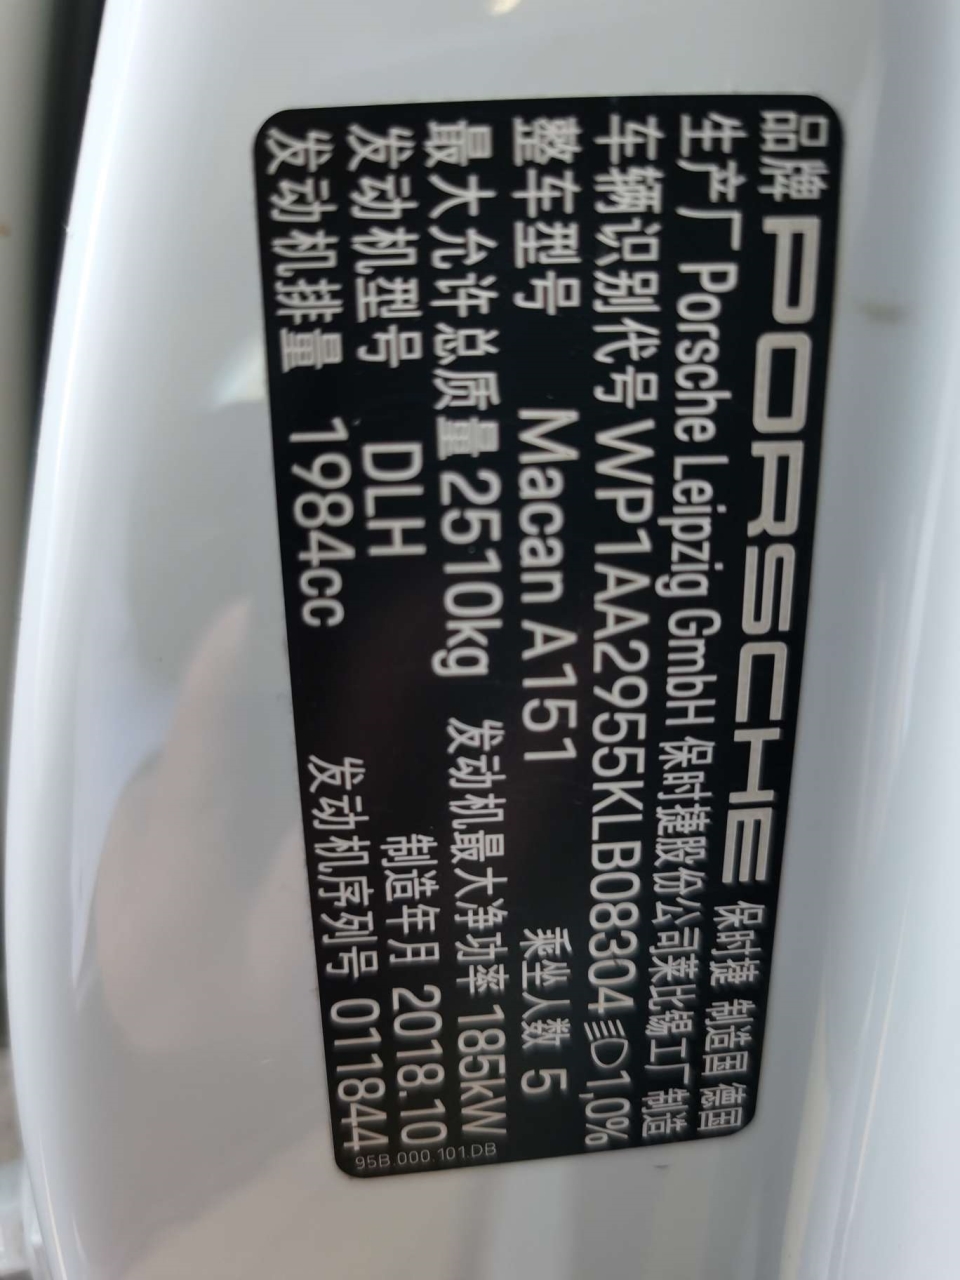 品牌 PORSCHE 保时捷 制造国 德国
生产厂 Porsche Leipzig GmbH 保时捷股份公司莱比锡工厂 制造
车辆识别代号 WP1AA2955KLB08304 1,0%
整车型号 Macan A151 乘坐人数 5
最大允许总质量 2510kg 发动机最大净功率 185kW
发动机型号 DLH 制造年月 2018.10
发动机排量 1984cc 发动机序列号 011844
95B.000.101.DB